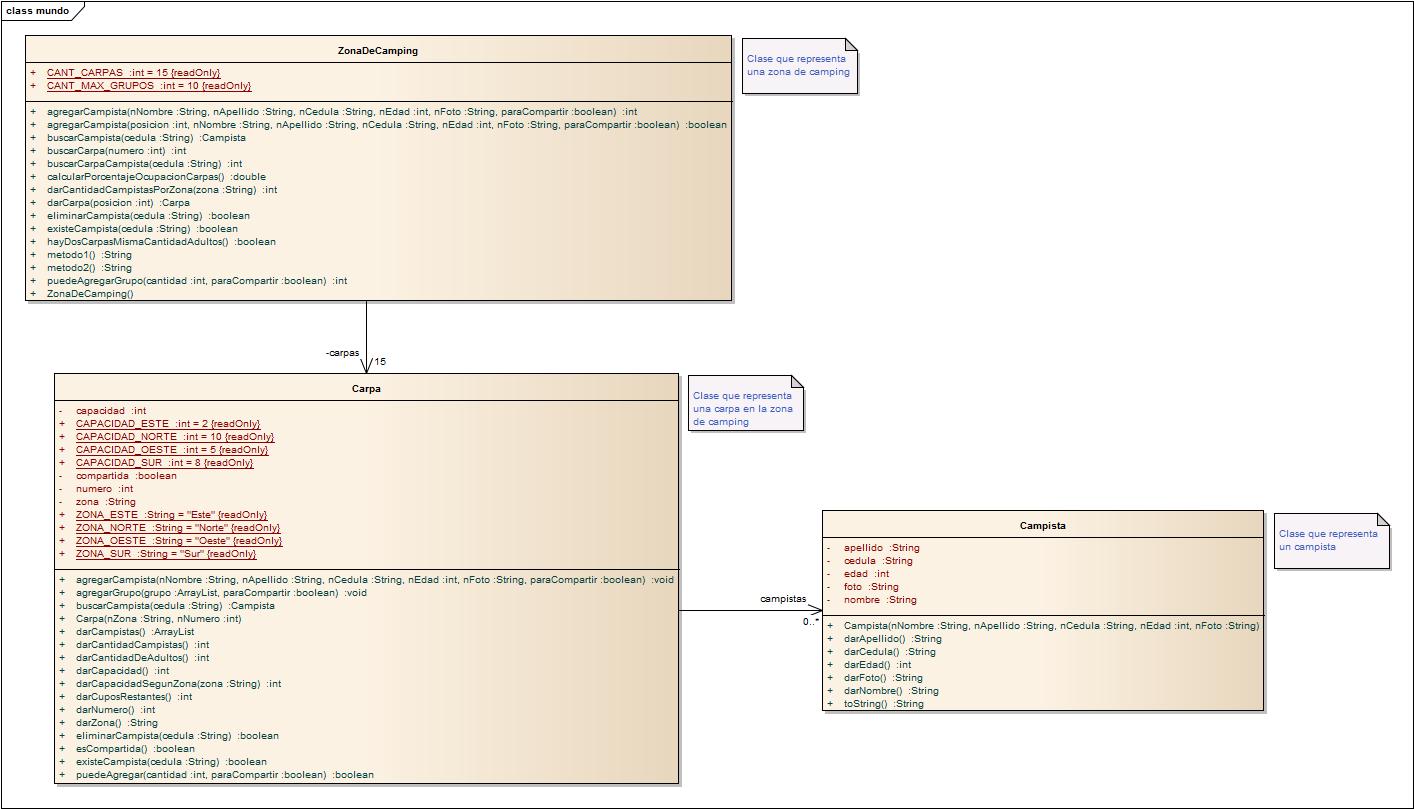 class mundo
ZonaDeCamping
+ CANT_CARPAS :int = 15 {readOnly}
+ CANT_MAX_GRUPOS :int = 10 {readOnly}
+ agregarCampista(nNombre :String, nApellido :String, nCedula :String, nEdad :int, nFoto :String, paraCompartir :boolean) :int
+ agregarCampista(posicion :int, nNombre :String, nApellido :String, nCedula :String, nEdad :int, nFoto :String, paraCompartir :boolean) :boolean
+ buscarCampista(cedula :String) :Campista
+ buscarCarpa(numero :int) :int
+ buscarCarpaCampista(cedula :String) :int
+ calcularPorcentajeOcupacionCarpas() :double
+ darCantidadCampistasPorZona(zona :String) :int
+ darCarpa(posicion :int) :Carpa
+ eliminarCampista(cedula :String) :boolean
+ existeCampista(cedula :String) :boolean
+ hayDosCarpasMismaCantidadAdultos() :boolean
+ metodo1() :String
+ metodo2() :String
+ puedeAgregarGrupo(cantidad :int, paraCompartir :boolean) :int
+ ZonaDeCamping()
Clase que representa
una zona de camping
-carpas
15
Carpa
- capacidad :int
+ CAPACIDAD_ESTE :int = 2 {readOnly}
+ CAPACIDAD_NORTE :int = 10 {readOnly}
+ CAPACIDAD_OESTE :int = 5 {readOnly}
+ CAPACIDAD_SUR :int = 8 {readOnly}
- compartida :boolean
- numero :int
- zona :String
+ ZONA_ESTE :String = "Este" {readOnly}
+ ZONA_NORTE :String = "Norte" {readOnly}
+ ZONA_OESTE :String = "Oeste" {readOnly}
+ ZONA_SUR :String = "Sur" {readOnly}
+ agregarCampista(nNombre :String, nApellido :String, nCedula :String, nEdad :int, nFoto :String, paraCompartir :boolean) :void
+ agregarGrupo(grupo :ArrayList, paraCompartir :boolean) :void
+ buscarCampista(cedula :String) :Campista
+ Carpa(nZona :String, nNumero :int)
+ darCampistas() :ArrayList
+ darCantidadCampistas() :int
+ darCantidadDeAdultos() :int
+ darCapacidad() :int
+ darCapacidadSegunZona(zona :String) :int
+ darCuposRestantes() :int
+ darNumero() :int
+ darZona() :String
+ eliminarCampista(cedula :String) :boolean
+ esCompartida() :boolean
+ existeCampista(cedula :String) :boolean
+ puedeAgregar(cantidad :int, paraCompartir :boolean) :boolean
Clase que representa
una carpa en la zona
de camping
campistas
0..*
Campista
- apellido :String
- cedula :String
- edad :int
- foto :String
- nombre :String
+ Campista(nNombre :String, nApellido :String, nCedula :String, nEdad :int, nFoto :String)
+ darApellido() :String
+ darCedula() :String
+ darEdad() :int
+ darFoto() :String
+ darNombre() :String
+ toString() :String
Clase que representa
un campista